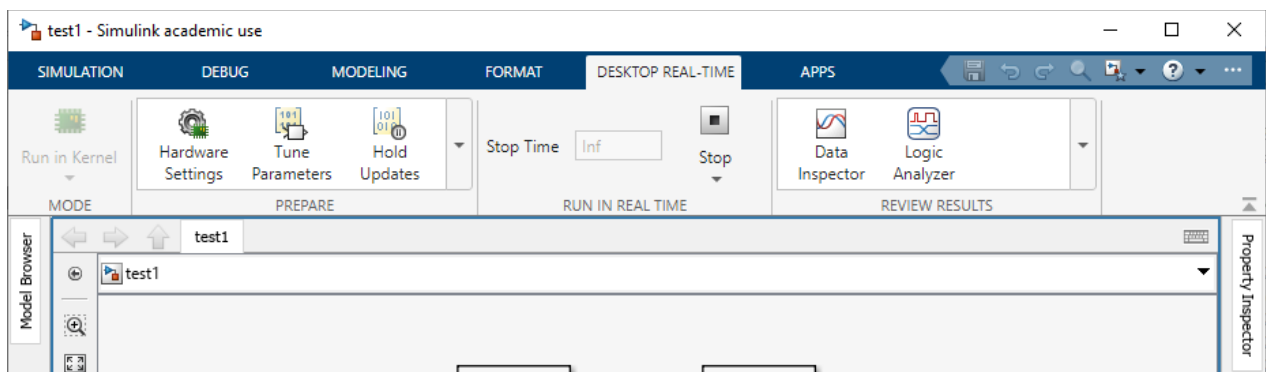 test1 - Simulink academic use
SIMULATION DEBUG MODELING FORMAT DESKTOP REAL-TIME APPS
Run in Kernel
Hardware Settings
Tune Parameters
Hold Updates
Stop Time Inf
Stop
Data Inspector
Logic Analyzer
MODE PREPARE RUN IN REAL TIME REVIEW RESULTS
Model Browser
test1
test1
Property Inspector